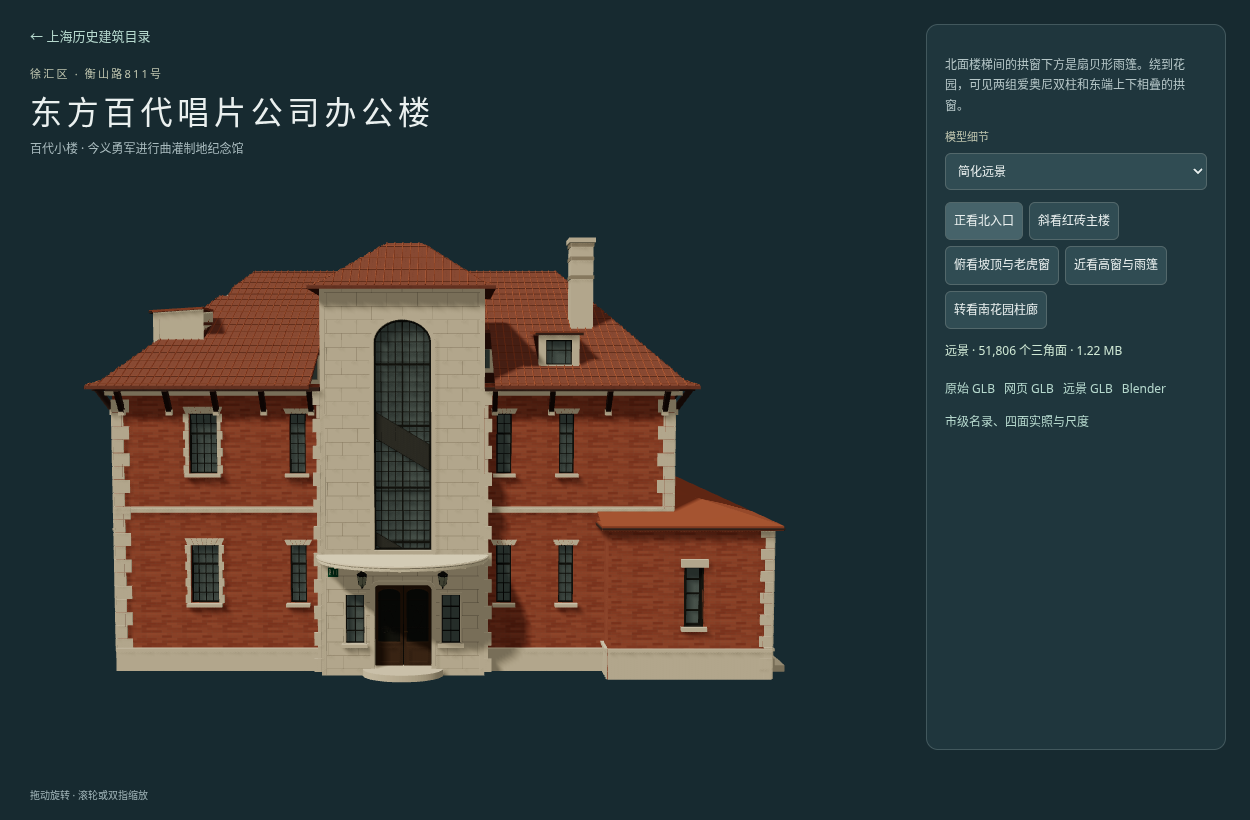 ← 上海历史建筑目录
徐汇区 · 衡山路811号
东方百代唱片公司办公楼
百代小楼 · 今义勇军进行曲灌制地纪念馆
北面楼梯间的拱窗下方是扇贝形雨篷。绕到花
园，可见两组爱奥尼双柱和东端上下相叠的拱
窗。
模型细节
简化远景
正看北入口 斜看红砖主楼
俯看坡顶与老虎窗 近看高窗与雨篷
转看南花园柱廊
远景 · 51,806 个三角面 · 1.22 MB
原始 GLB 网页 GLB 远景 GLB Blender
市级名录、四面实照与尺度
拖动旋转 · 滚轮或双指缩放